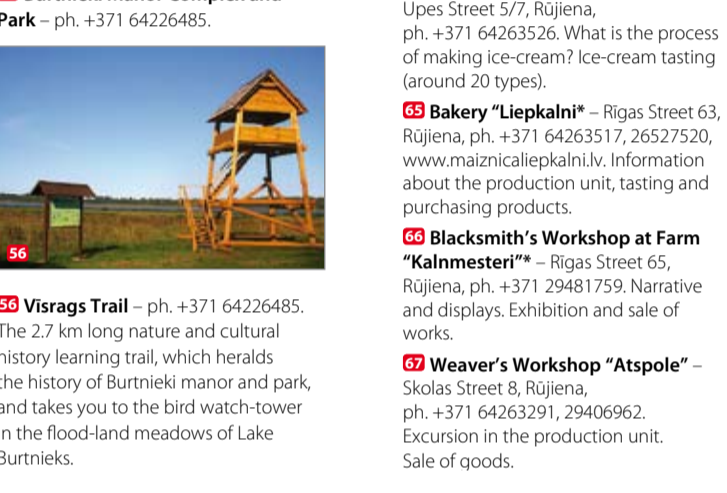 Park – ph. +371 64226485.
56
56 Vīsrags Trail – ph. +371 64226485.
The 2.7 km long nature and cultural
history learning trail, which heralds
the history of Burtnieki manor and park,
and takes you to the bird watch-tower
in the flood-land meadows of Lake
Burtnieks.
Upes Street 5/7, Rūjiena,
ph. +371 64263526. What is the process
of making ice-cream? Ice-cream tasting
(around 20 types).
65 Bakery “Liepkalni* – Rīgas Street 63,
Rūjiena, ph. +371 64263517, 26527520,
www.maiznicaliepkalni.lv. Information
about the production unit, tasting and
purchasing products.
66 Blacksmith’s Workshop at Farm
“Kalnmesteri”* – Rīgas Street 65,
Rūjiena, ph. +371 29481759. Narrative
and displays. Exhibition and sale of
works.
67 Weaver’s Workshop “Atspole” –
Skolas Street 8, Rūjiena,
ph. +371 64263291, 29406962.
Excursion in the production unit.
Sale of goods.